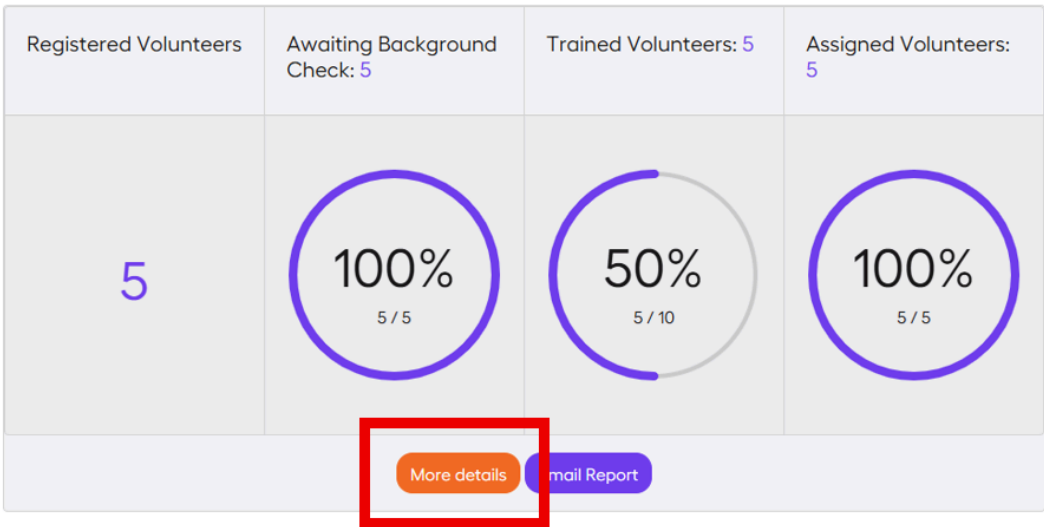 Registered Volunteers
Awaiting Background
Check: 5
Trained Volunteers: 5
Assigned Volunteers:
5
5
100%
5 / 5
50%
5 / 10
100%
5 / 5
More details
mail Report